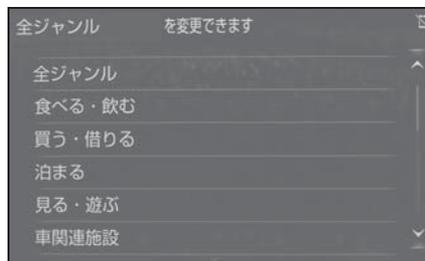 全ジャンル を変更できます
全ジャンル
食べる・飲む
買う・借りる
泊まる
見る・遊ぶ
車関連施設